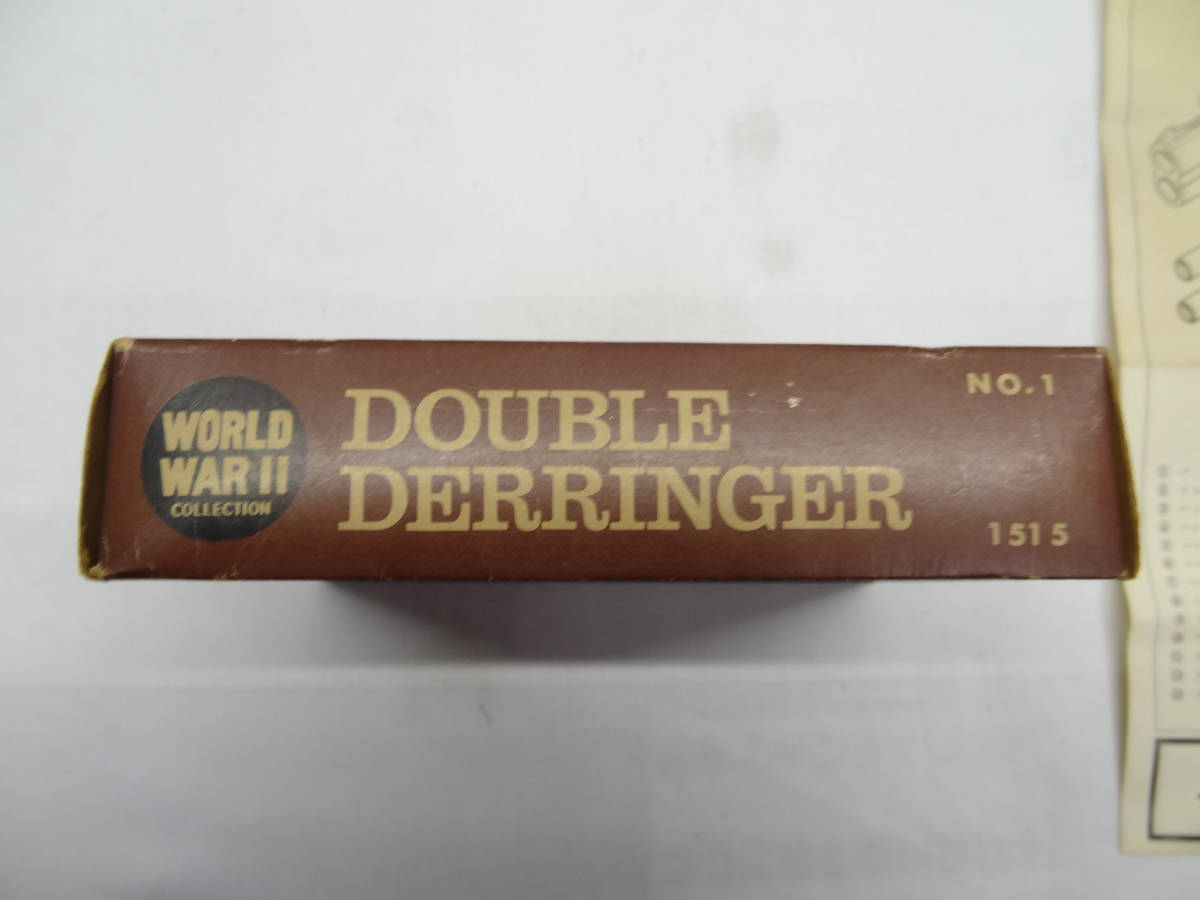 WORLD
WAR II
COLLECTION
DOUBLE
DERRINGER
NO.1
1515